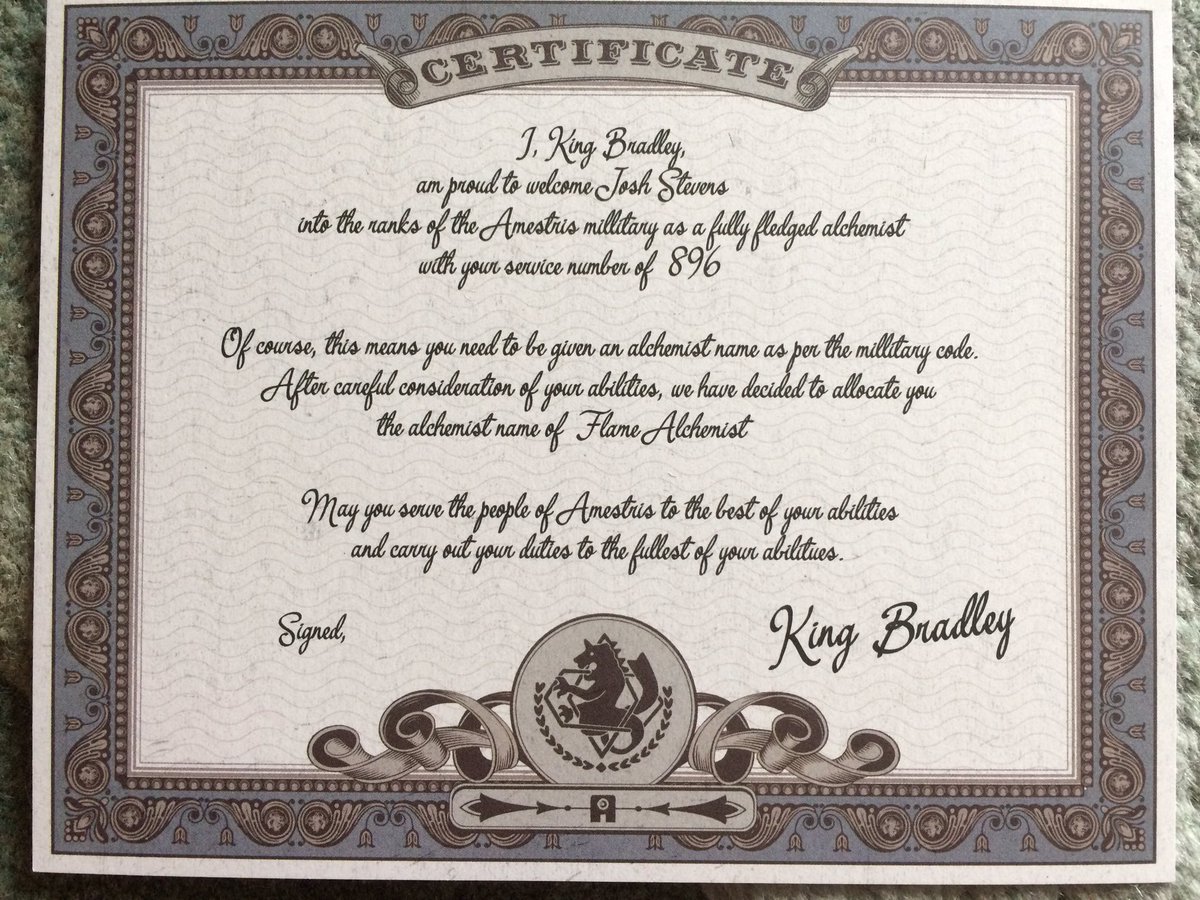 CERTIFICATE
I, King Bradley,
am proud to welcome Josh Stevens
into the ranks of the Amestris millitary as a fully fledged alchemist
with your service number of 896
Of course, this means you need to be given an alchemist name as per the millitary code.
After careful consideration of your abilities, we have decided to allocate you
the alchemist name of Flame Alchemist
May you serve the people of Amestris to the best of your abilities
and carry out your duties to the fullest of your abilitues.
Signed,
King Bradley
A